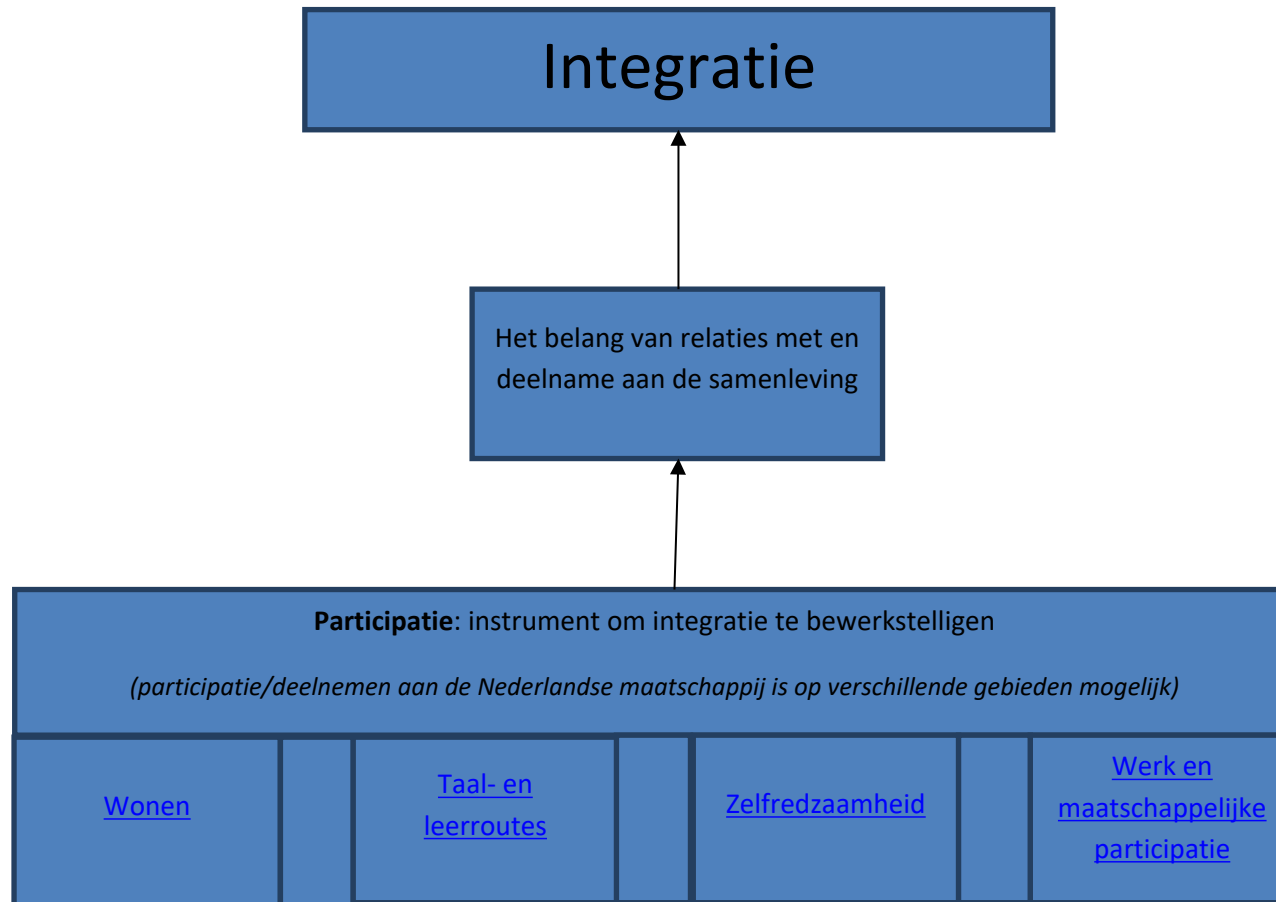 Integratie
Het belang van relaties met en
deelname aan de samenleving
Participatie: instrument om integratie te bewerkstelligen
(participatie/deelnemen aan de Nederlandse maatschappij is op verschillende gebieden mogelijk)
Wonen
Taal- en
leerroutes
Zelfredzaamheid
Werk en
maatschappelijke
participatie